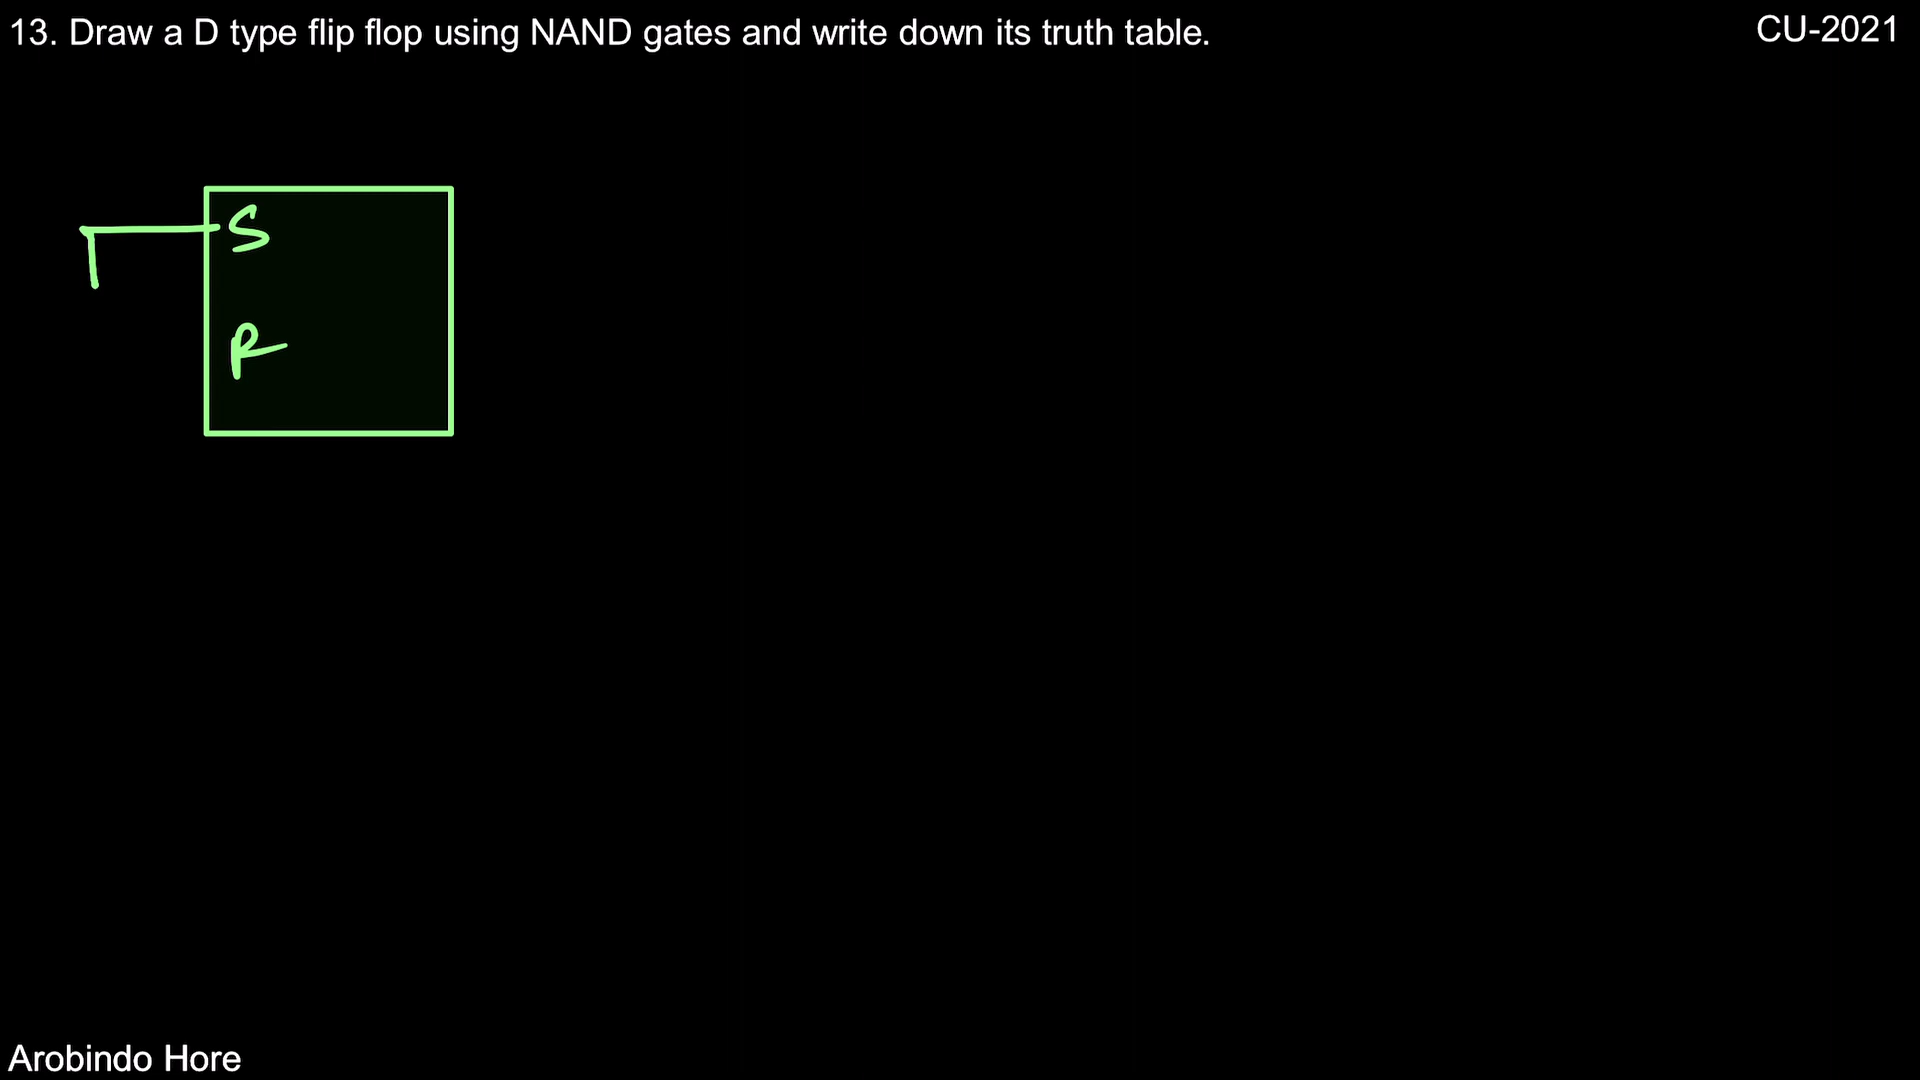 13. Draw a D type flip flop using NAND gates and write down its truth table.
CU-2021
S
R
Arobindo Hore